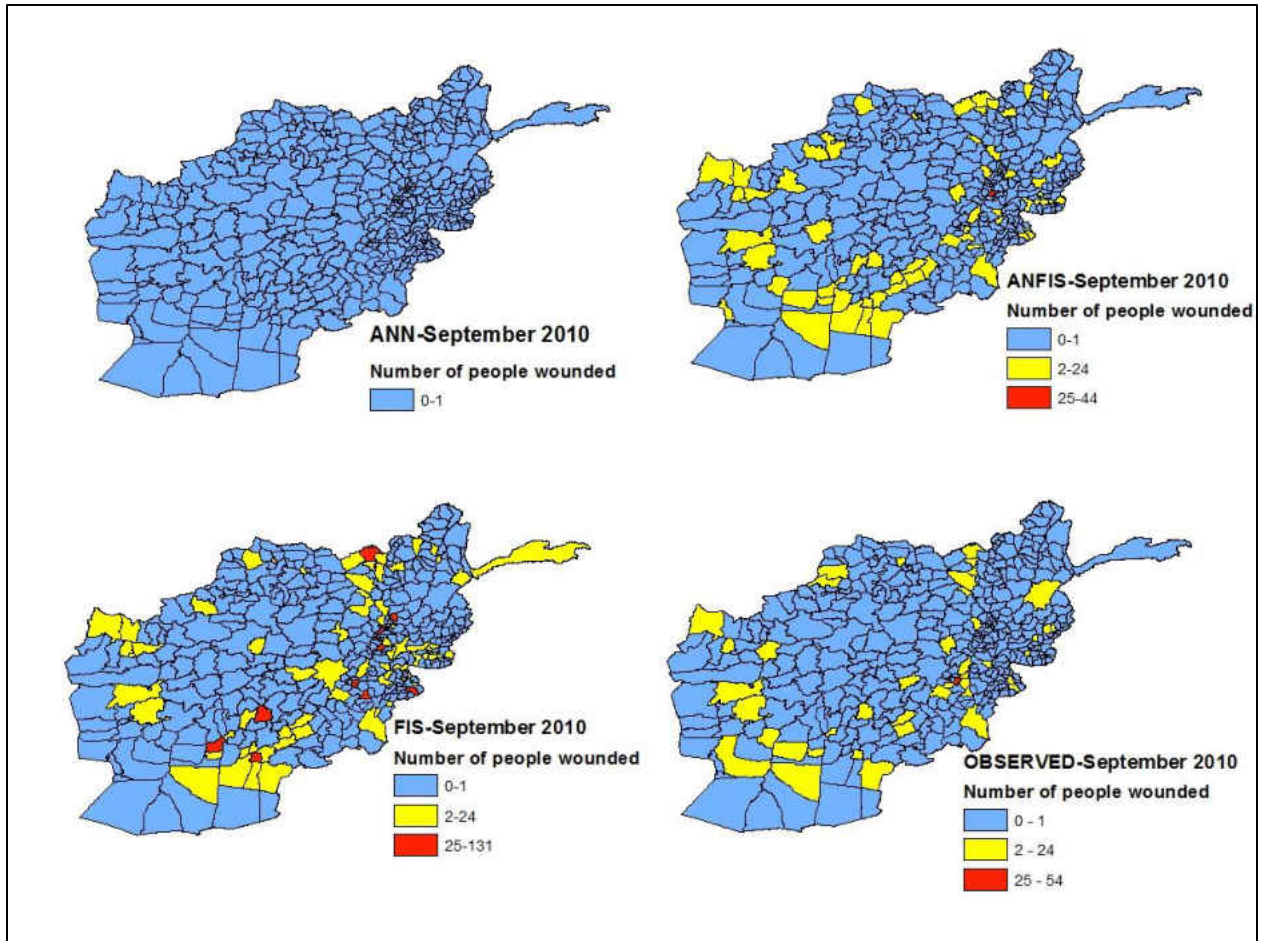 ANN-September 2010
Number of people wounded
0-1
ANFIS-September 2010
Number of people wounded
0-1
2-24
25-44
FIS-September 2010
Number of people wounded
0-1
2-24
25-131
OBSERVED-September 2010
Number of people wounded
0 - 1
2 - 24
25 - 54